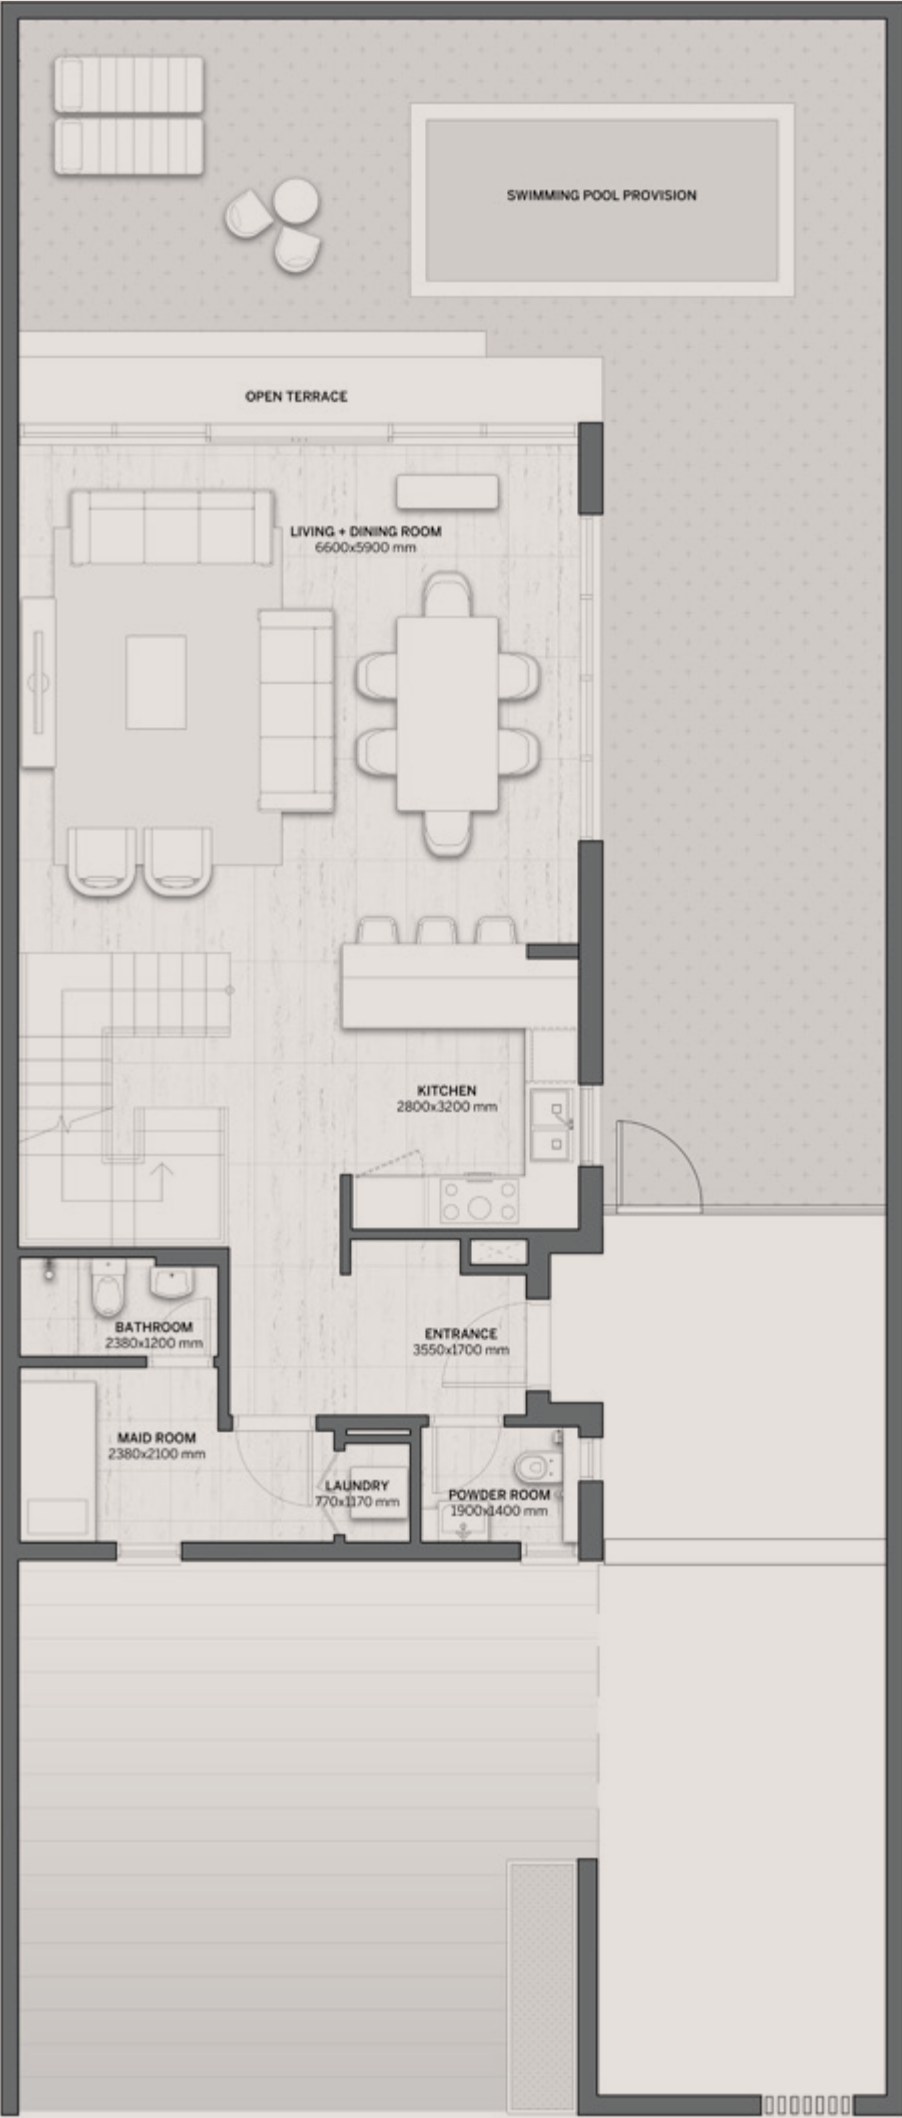 SWIMMING POOL PROVISION
OPEN TERRACE
LIVING + DINING ROOM
6600x5900 mm
KITCHEN
2800x3200 mm
BATHROOM
2380x1200 mm
ENTRANCE
3550x1700 mm
MAID ROOM
2380x2100 mm
LAUNDRY
770x1170 mm
POWDER ROOM
1900x1400 mm